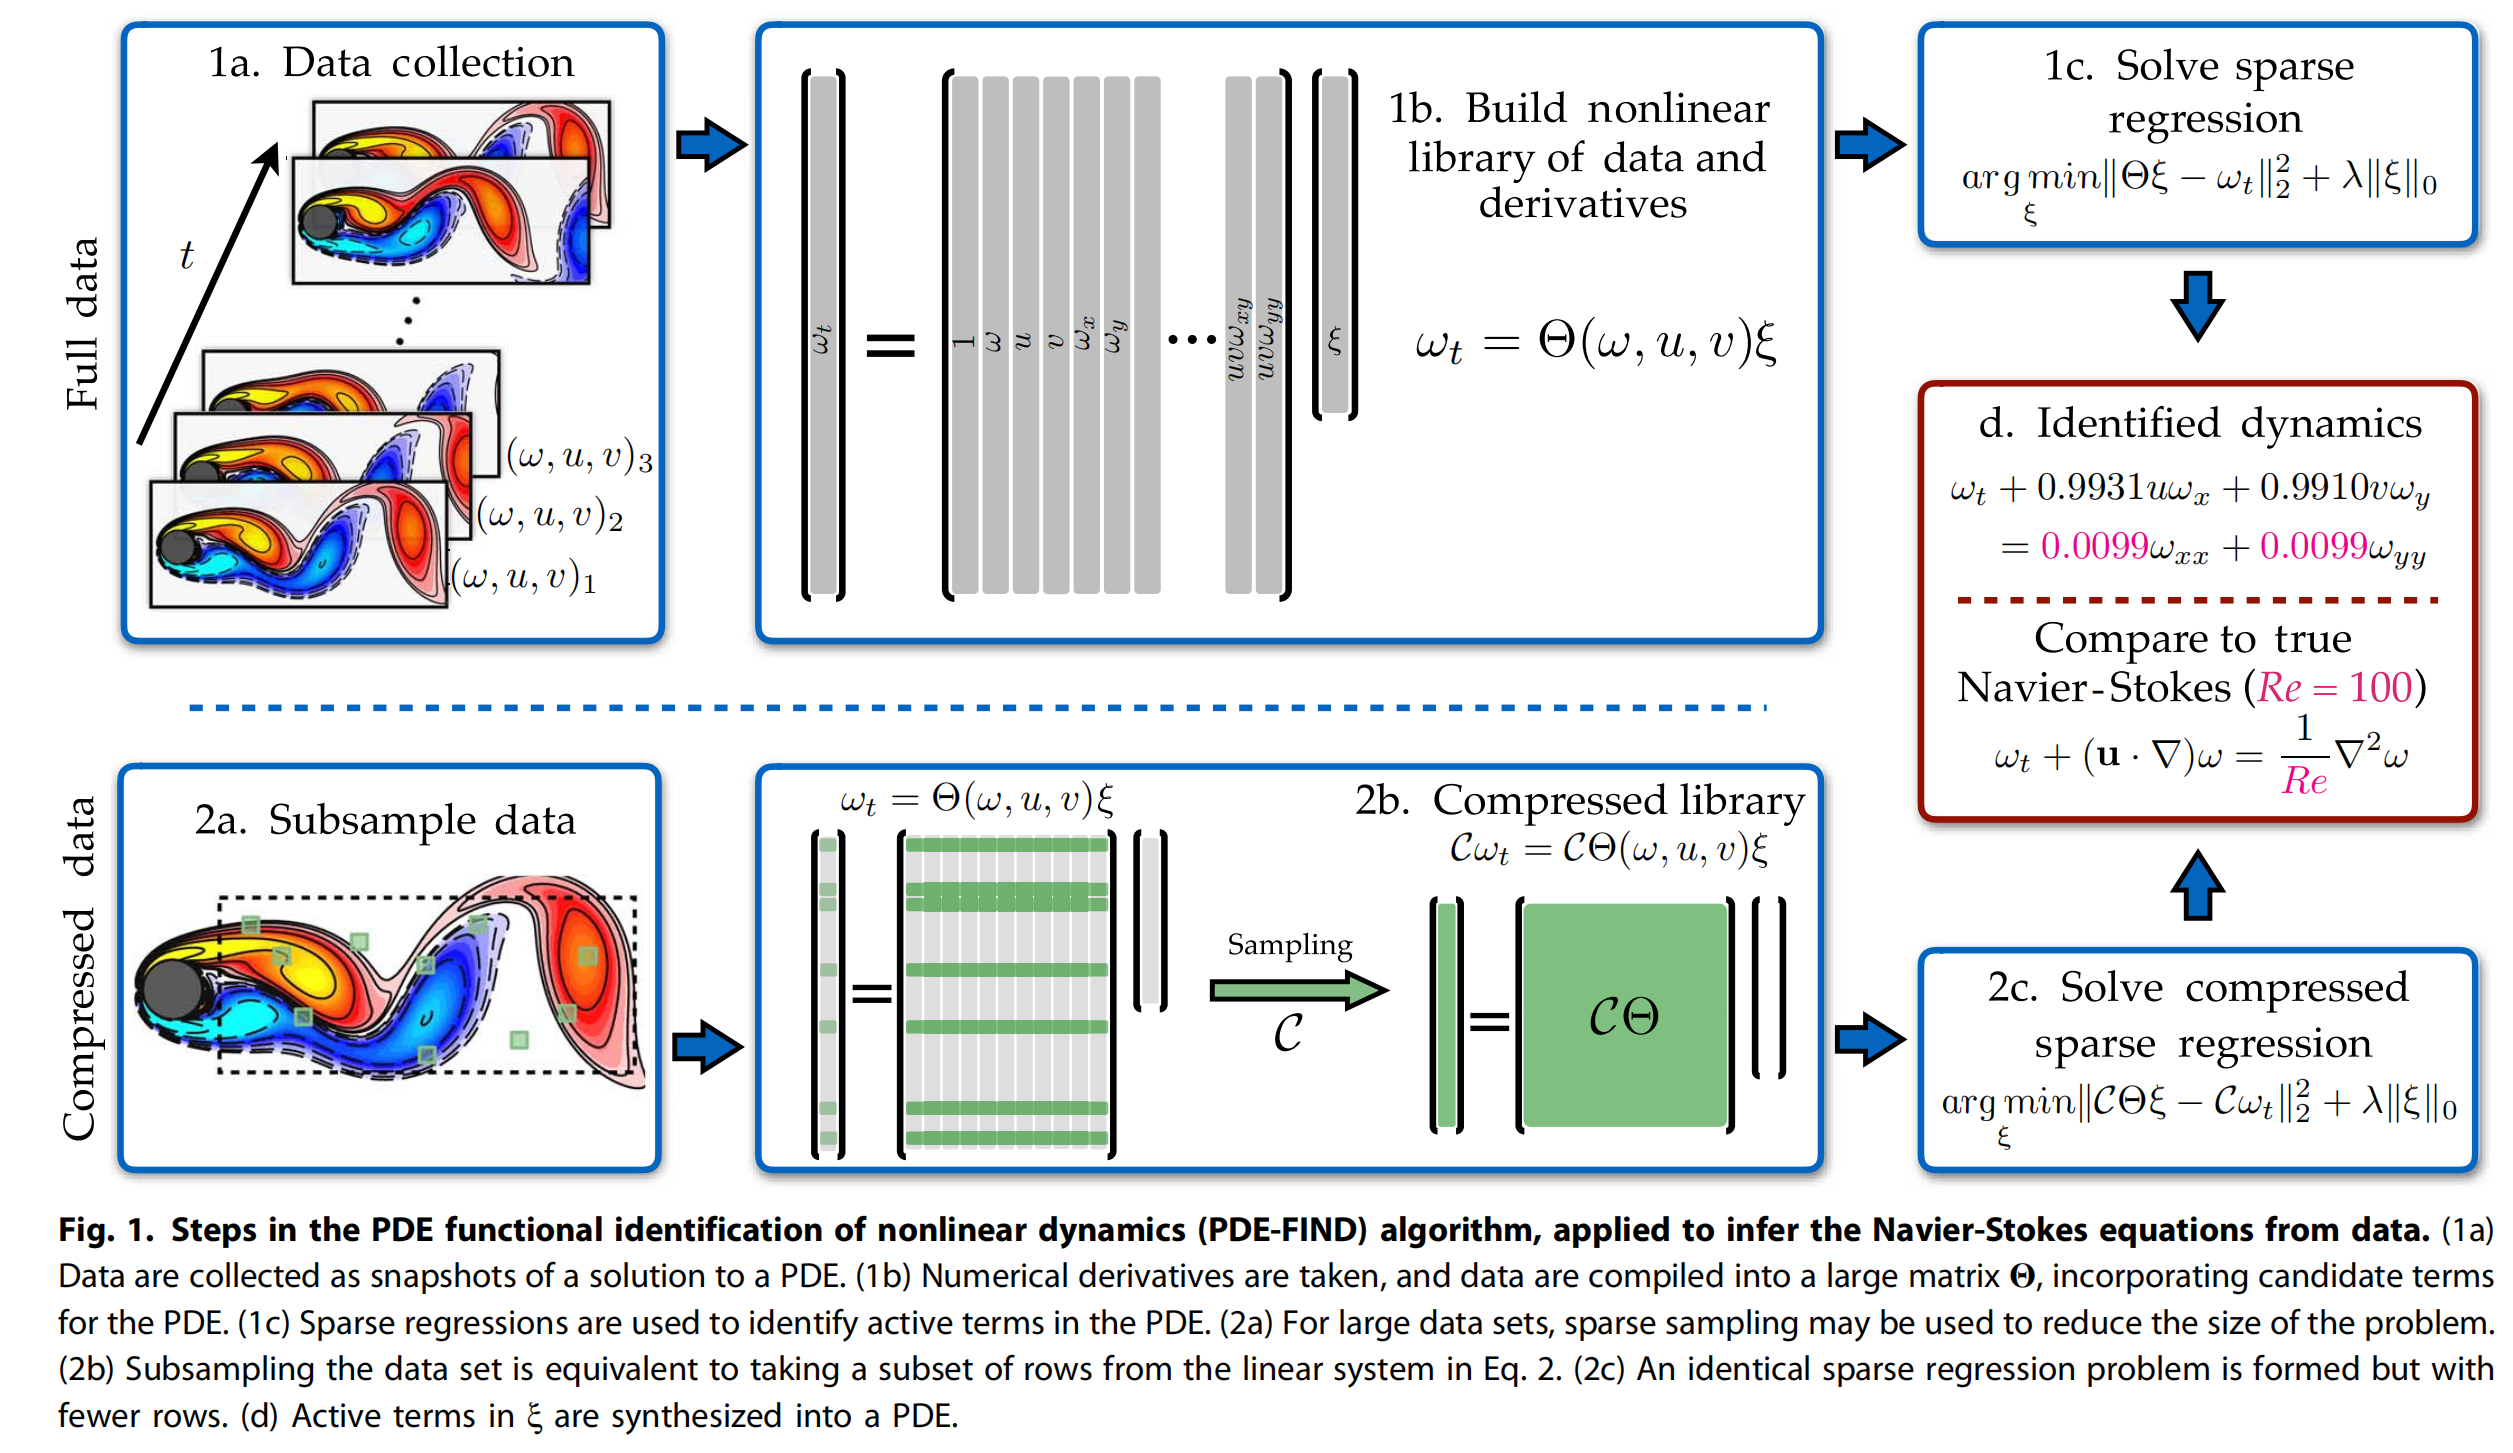 Full data
1a. Data collection
t
(ω, u, v)₃
(ω, u, v)₂
(ω, u, v)₁
ωₜ = 1 ω u v ωₓ ω_y ··· uvω_xy uvω_yy ξ
1b. Build nonlinear
library of data and
derivatives
ωₜ = Θ(ω, u, v)ξ
1c. Solve sparse
regression
arg min‖Θξ − ωₜ‖₂² + λ‖ξ‖₀
ξ
d. Identified dynamics
ωₜ + 0.9931uωₓ + 0.9910vω_y
= 0.0099ω_xx + 0.0099ω_yy
Compare to true
Navier-Stokes (Re = 100)
ωₜ + (𝐮 · ∇)ω = 1/Re ∇²ω
Compressed data
2a. Subsample data
ωₜ = Θ(ω, u, v)ξ
=
Sampling
𝒞
2b. Compressed library
𝒞ωₜ = 𝒞Θ(ω, u, v)ξ
= 𝒞Θ
2c. Solve compressed
sparse regression
arg min‖𝒞Θξ − 𝒞ωₜ‖₂² + λ‖ξ‖₀
ξ
Fig. 1. Steps in the PDE functional identification of nonlinear dynamics (PDE-FIND) algorithm, applied to infer the Navier-Stokes equations from data. (1a)
Data are collected as snapshots of a solution to a PDE. (1b) Numerical derivatives are taken, and data are compiled into a large matrix Θ, incorporating candidate terms
for the PDE. (1c) Sparse regressions are used to identify active terms in the PDE. (2a) For large data sets, sparse sampling may be used to reduce the size of the problem.
(2b) Subsampling the data set is equivalent to taking a subset of rows from the linear system in Eq. 2. (2c) An identical sparse regression problem is formed but with
fewer rows. (d) Active terms in ξ are synthesized into a PDE.